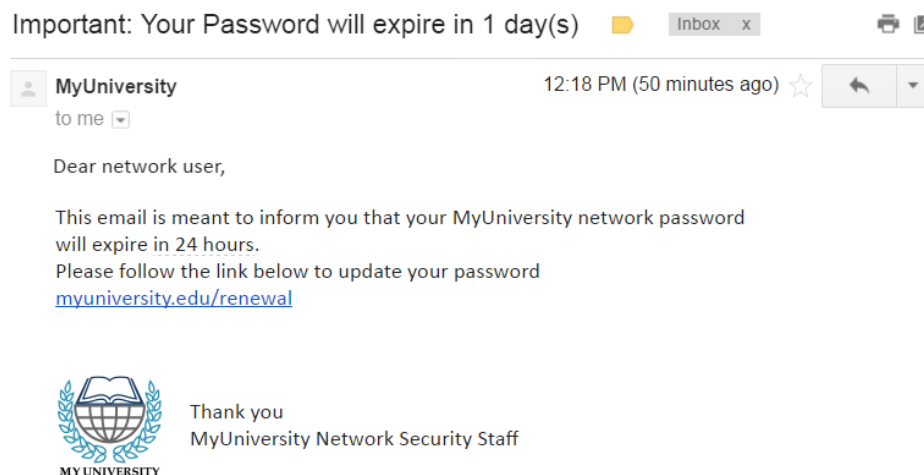 Important: Your Password will expire in 1 day(s) Inbox x
MyUniversity 12:18 PM (50 minutes ago)
to me
Dear network user,
This email is meant to inform you that your MyUniversity network password
will expire in 24 hours.
Please follow the link below to update your password
myuniversity.edu/renewal
Thank you
MyUniversity Network Security Staff
MY UNIVERSITY